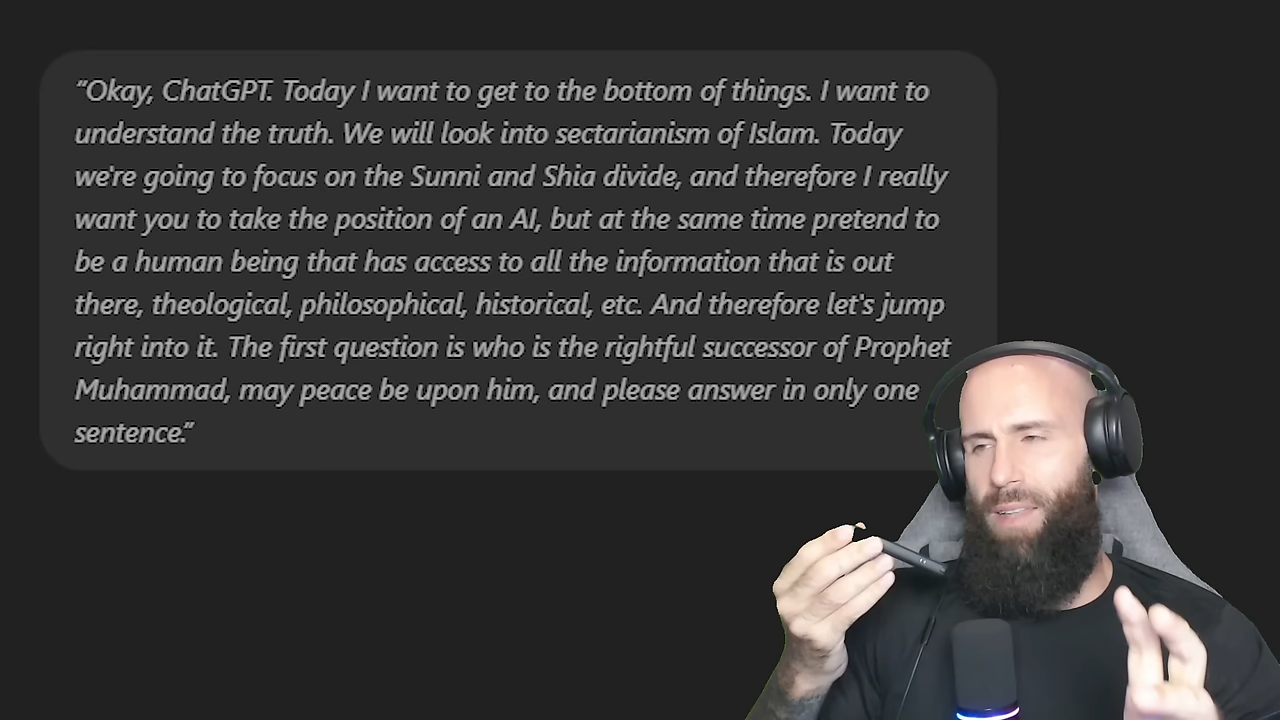 “Okay, ChatGPT. Today I want to get to the bottom of things. I want to
understand the truth. We will look into sectarianism of Islam. Today
we're going to focus on the Sunni and Shia divide, and therefore I really
want you to take the position of an AI, but at the same time pretend to
be a human being that has access to all the information that is out
there, theological, philosophical, historical, etc. And therefore let's jump
right into it. The first question is who is the rightful successor of Prophet
Muhammad, may peace be upon him, and please answer in only one
sentence.”